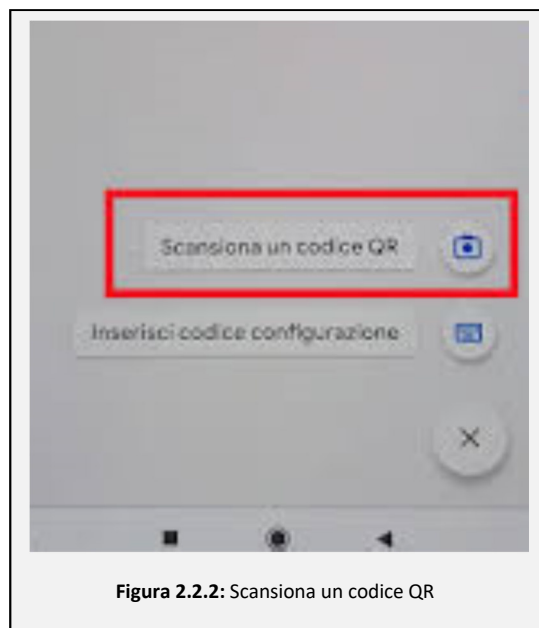 Scansiona un codice QR
Inserisci codice configurazione
Figura 2.2.2: Scansiona un codice QR